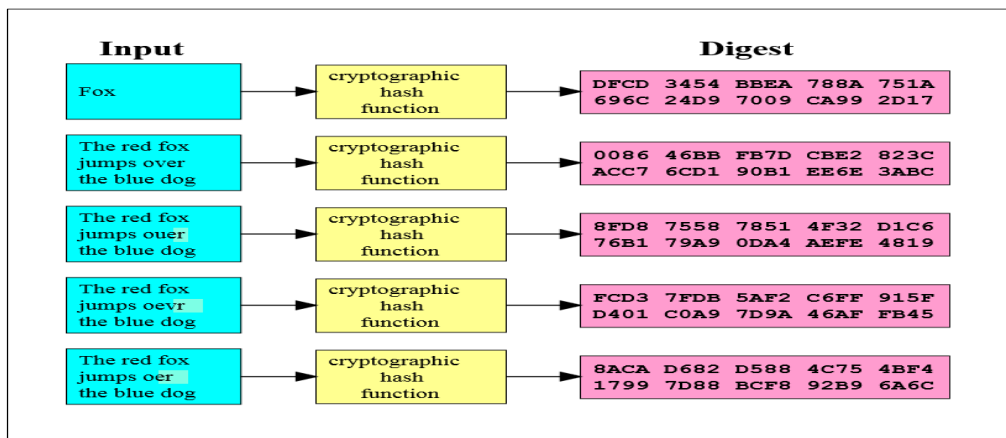 Input Digest
Fox
cryptographic
hash
function
DFCD 3454 BBEA 788A 751A
696C 24D9 7009 CA99 2D17
The red fox
jumps over
the blue dog
cryptographic
hash
function
0086 46BB FB7D CBE2 823C
ACC7 6CD1 90B1 EE6E 3ABC
The red fox
jumps ouer
the blue dog
cryptographic
hash
function
8FD8 7558 7851 4F32 D1C6
76B1 79A9 0DA4 AEFE 4819
The red fox
jumps oevr
the blue dog
cryptographic
hash
function
FCD3 7FDB 5AF2 C6FF 915F
D401 C0A9 7D9A 46AF FB45
The red fox
jumps oer
the blue dog
cryptographic
hash
function
8ACA D682 D588 4C75 4BF4
1799 7D88 BCF8 92B9 6A6C